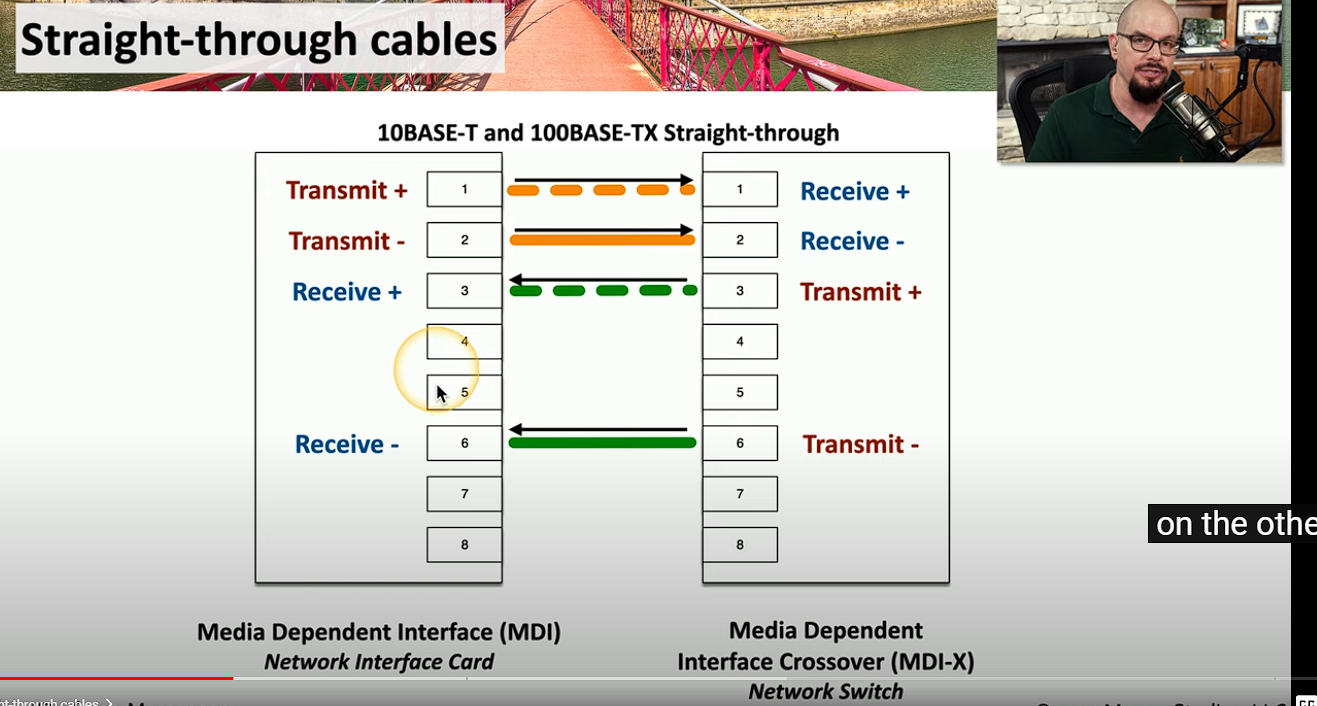 Straight-through cables
10BASE-T and 100BASE-TX Straight-through
Transmit + 1 1 Receive +
Transmit - 2 2 Receive -
Receive + 3 3 Transmit +
4 4
5 5
Receive - 6 6 Transmit -
7 7
8 8
on the othe
Media Dependent Interface (MDI)
Network Interface Card
Media Dependent
Interface Crossover (MDI-X)
Network Switch
ht-through cables